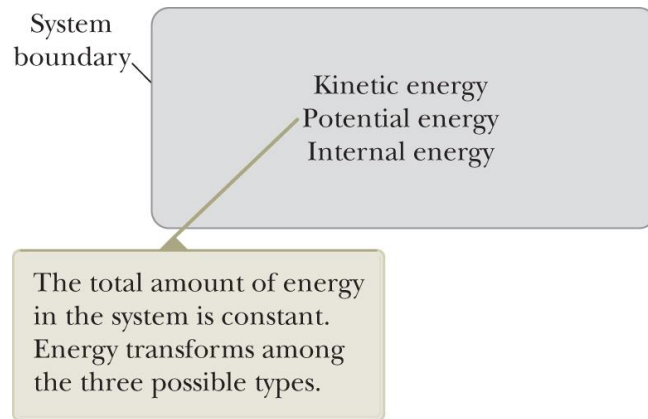 System
boundary
Kinetic energy
Potential energy
Internal energy
The total amount of energy
in the system is constant.
Energy transforms among
the three possible types.